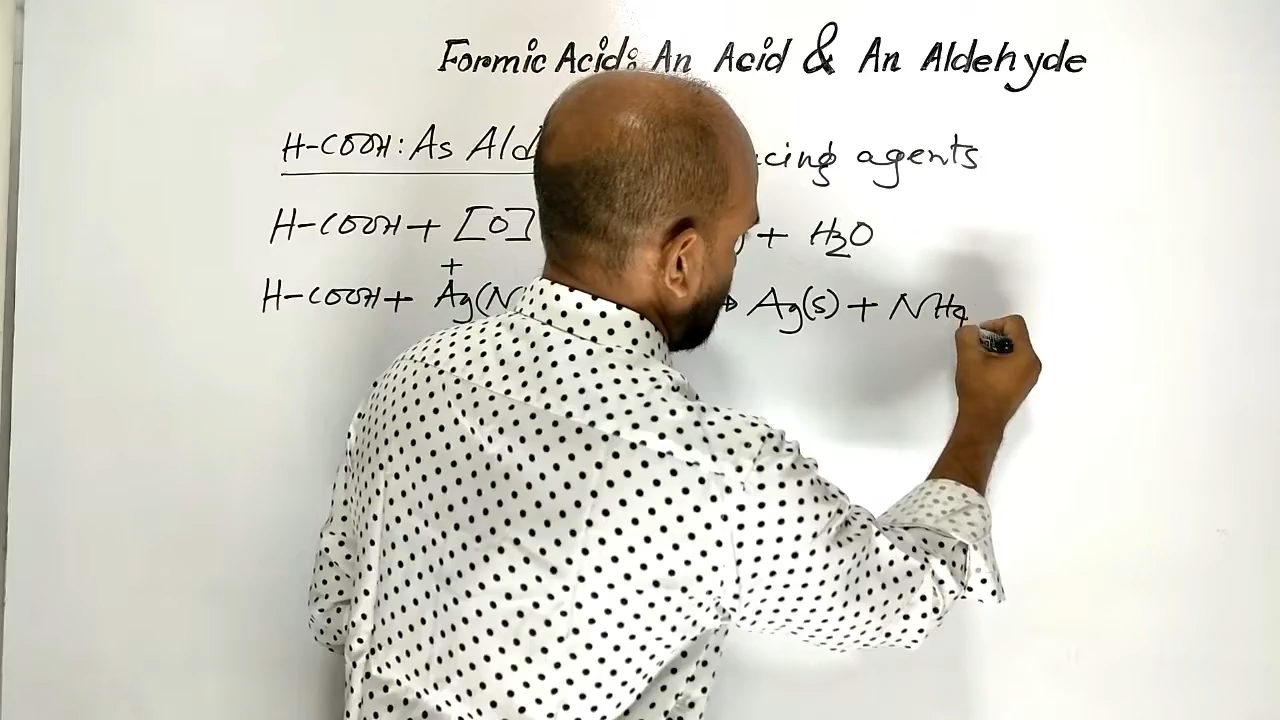 Formic Acid: An Acid & An Aldehyde
H-COOH: As Ald cing agents
H-COOH + [O] ) + H2O
+
H-COOH + Ag(N → Ag(s) + NH4